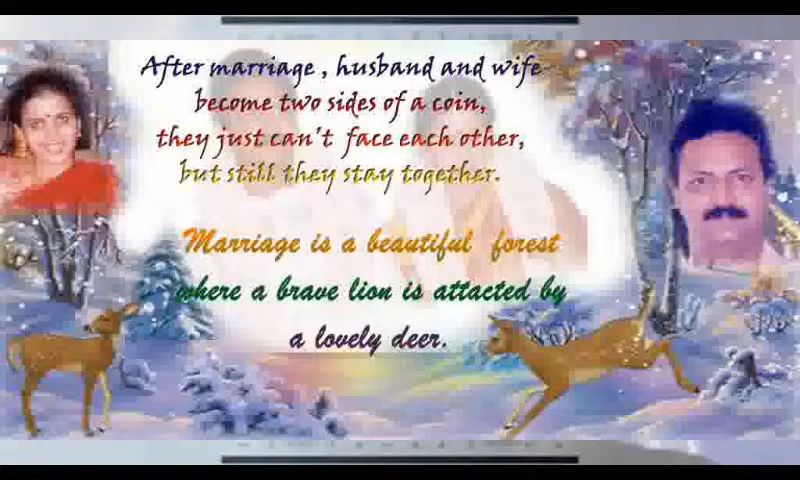 After marriage , husband and wife
become two sides of a coin,
they just can't face each other,
but still they stay together.
Marriage is a beautiful forest
where a brave lion is attacted by
a lovely deer.